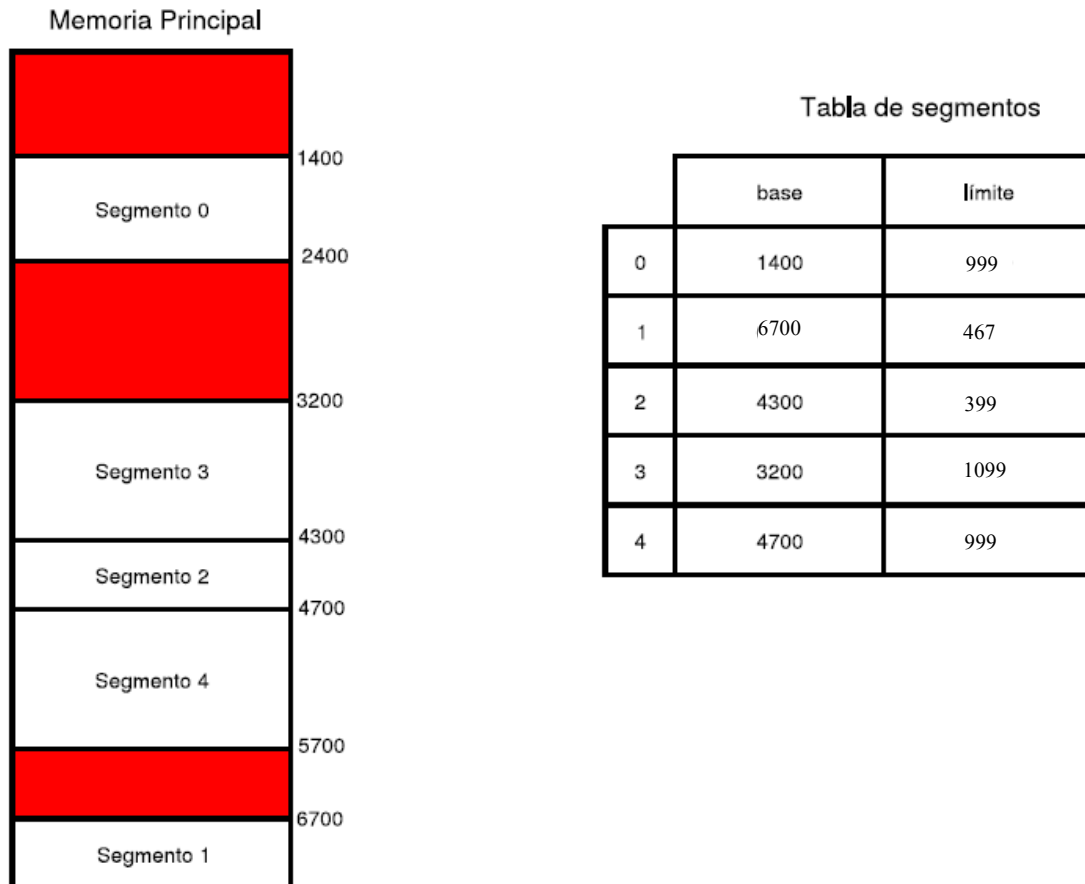 Memoria Principal
1400
Segmento 0
2400
3200
Segmento 3
4300
Segmento 2
4700
Segmento 4
5700
6700
Segmento 1
Tabla de segmentos
base límite
0 1400 999
1 6700 467
2 4300 399
3 3200 1099
4 4700 999